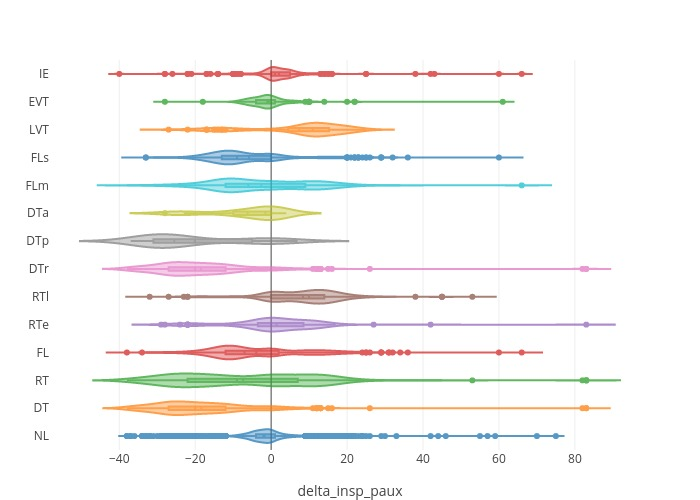 IE
EVT
LVT
FLs
FLm
DTa
DTp
DTr
RTl
RTe
FL
RT
DT
NL
−40 −20 0 20 40 60 80
delta_insp_paux